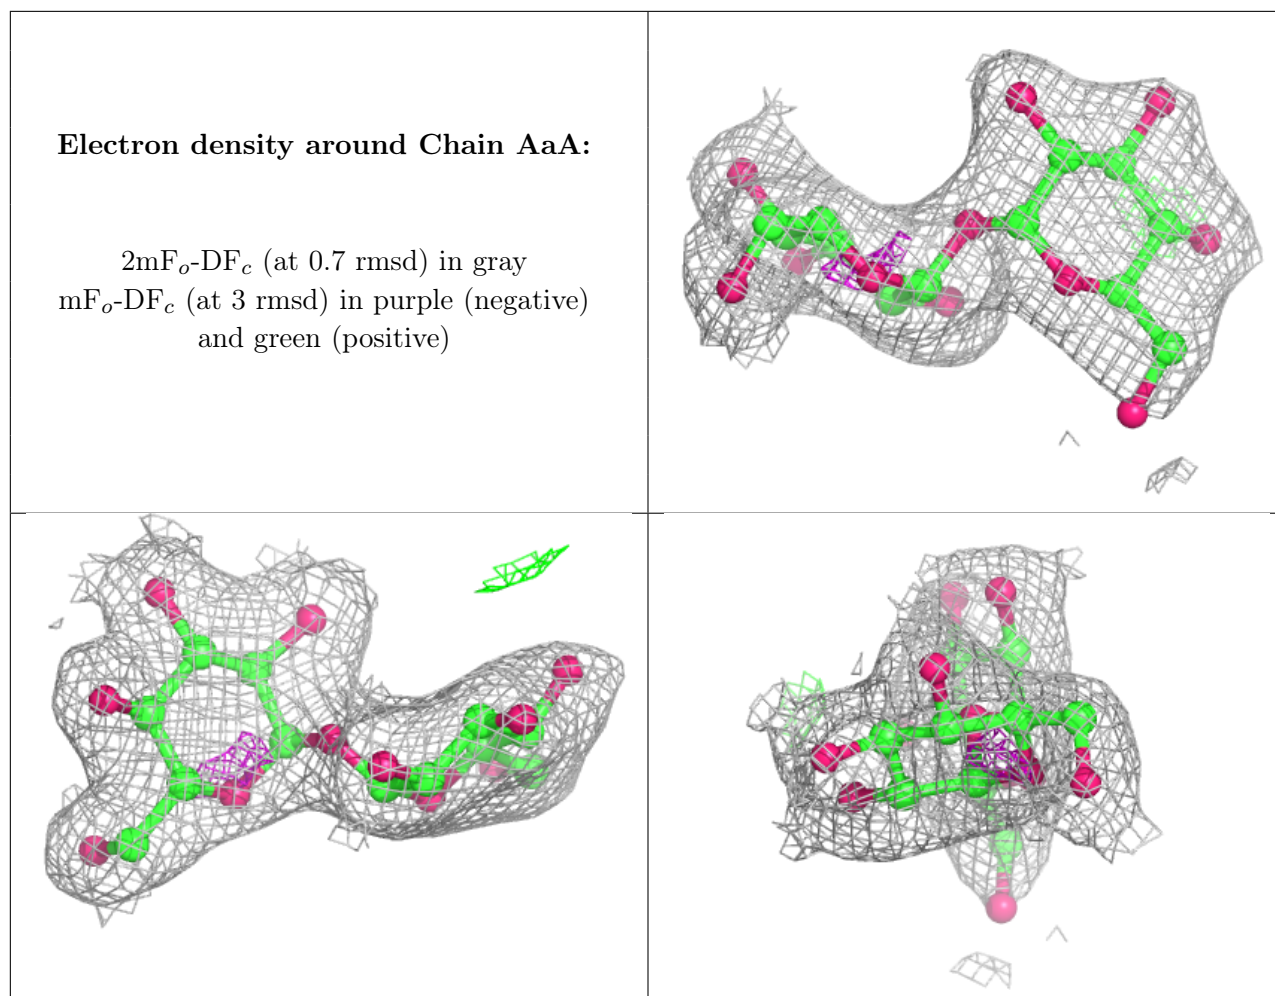 Electron density around Chain AaA:
2mFo-DFc (at 0.7 rmsd) in gray
mFo-DFc (at 3 rmsd) in purple (negative)
and green (positive)